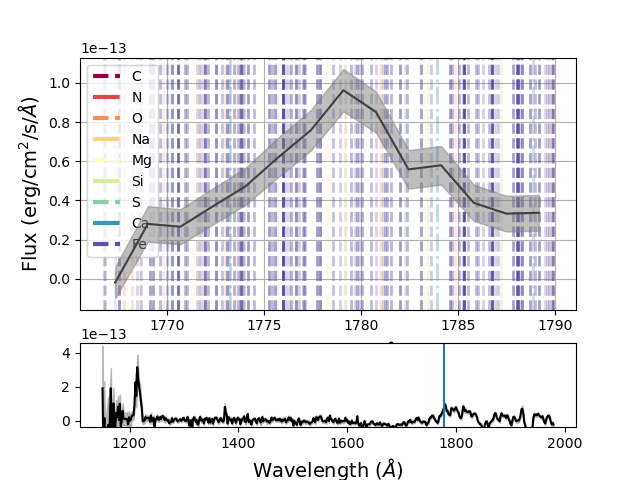 1e−13
Flux (erg/cm²/s/Å)
1.0
0.8
0.6
0.4
0.2
0.0
C
N
O
Na
Mg
Si
S
Ca
Fe
1770 1775 1780 1785 1790
1e−13
4
2
0
1200 1400 1600 1800 2000
Wavelength (Å)